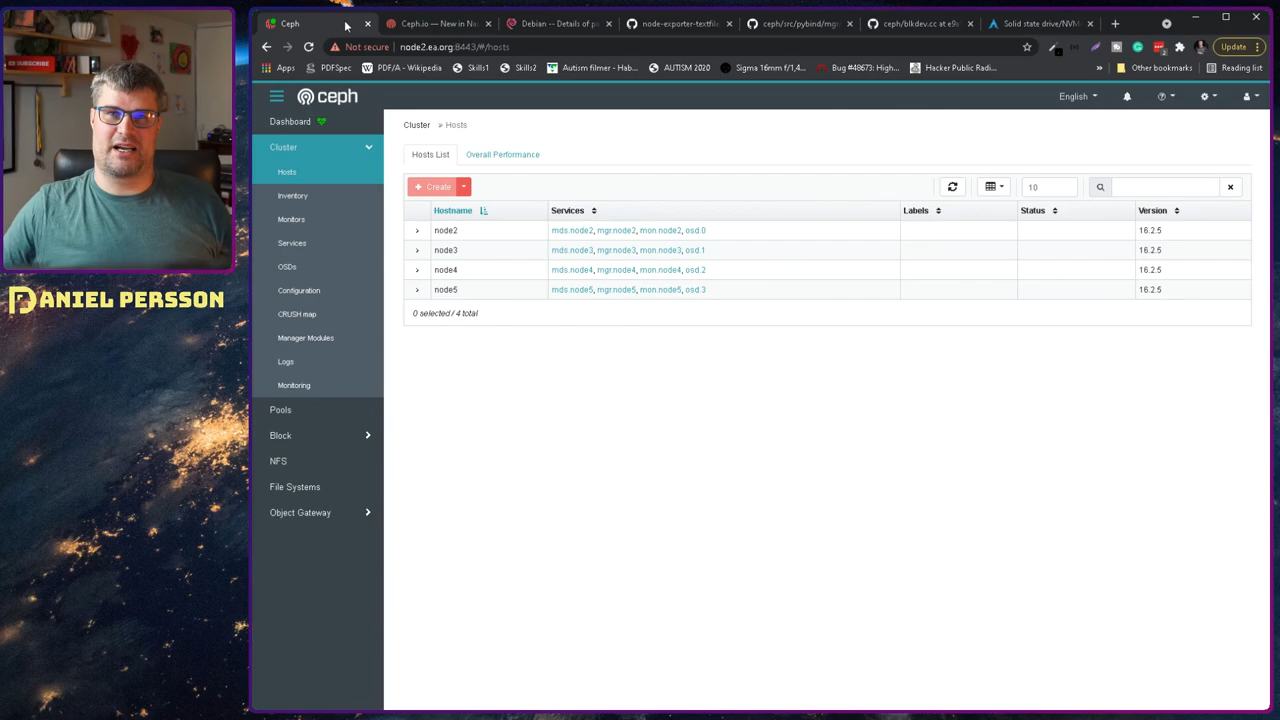 Ceph
Ceph.io — New in Na
Debian -- Details of pa
node-exporter-textfile
ceph/src/pybind/mgr
ceph/blkdev.cc at e9a
Solid state drive/NVM
Not secure
node2.ea.org:8443/#/hosts
Update
Apps
PDFSpec
PDF/A - Wikipedia
Skills1
Skills2
Autism filmer - Hab...
AUTISM 2020
Sigma 16mm f/1,4...
Bug #48673: High...
Hacker Public Radi...
Other bookmarks
Reading list
SUBSCRIBE
DANIEL PERSSON
ceph
English
Dashboard
Cluster
Hosts
Inventory
Monitors
Services
OSDs
Configuration
CRUSH map
Manager Modules
Logs
Monitoring
Pools
Block
NFS
File Systems
Object Gateway
Cluster » Hosts
Hosts List
Overall Performance
+ Create
10
Hostname Services Labels Status Version
node2 mds.node2, mgr.node2, mon.node2, osd.0 16.2.5
node3 mds.node3, mgr.node3, mon.node3, osd.1 16.2.5
node4 mds.node4, mgr.node4, mon.node4, osd.2 16.2.5
node5 mds.node5, mgr.node5, mon.node5, osd.3 16.2.5
0 selected / 4 total